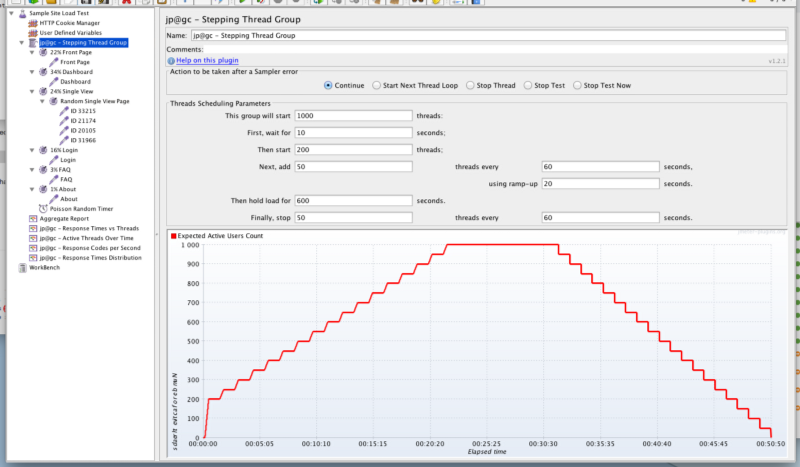 Simple Site Load Test
HTTP Cookie Manager
User Defined Variables
jp@gc - Stepping Thread Group
22% Front Page
Front Page
34% Dashboard
Dashboard
24% Single View
Random Single View Page
ID 33215
ID 21174
ID 20105
ID 31966
16% Login
Login
3% FAQ
FAQ
1% About
About
Poisson Random Timer
Aggregate Report
jp@gc - Response Times vs Threads
jp@gc - Active Threads Over Time
jp@gc - Response Codes per Second
jp@gc - Response Times Distribution
WorkBench
jp@gc - Stepping Thread Group
Name: jp@gc - Stepping Thread Group
Comments:
Help on this plugin v1.2.1
Action to be taken after a Sampler error
Continue Start Next Thread Loop Stop Thread Stop Test Stop Test Now
Threads Scheduling Parameters
This group will start 1000 threads:
First, wait for 10 seconds;
Then start 200 threads;
Next, add 50 threads every 60 seconds,
using ramp-up 20 seconds.
Then hold load for 600 seconds.
Finally, stop 50 threads every 60 seconds.
Expected Active Users Count
1 000
900
800
700
600
500
400
300
200
100
0
00:00:00 00:05:05 00:10:10 00:15:15 00:20:20 00:25:25 00:30:30 00:35:35 00:40:40 00:45:45 00:50:50
Elapsed time